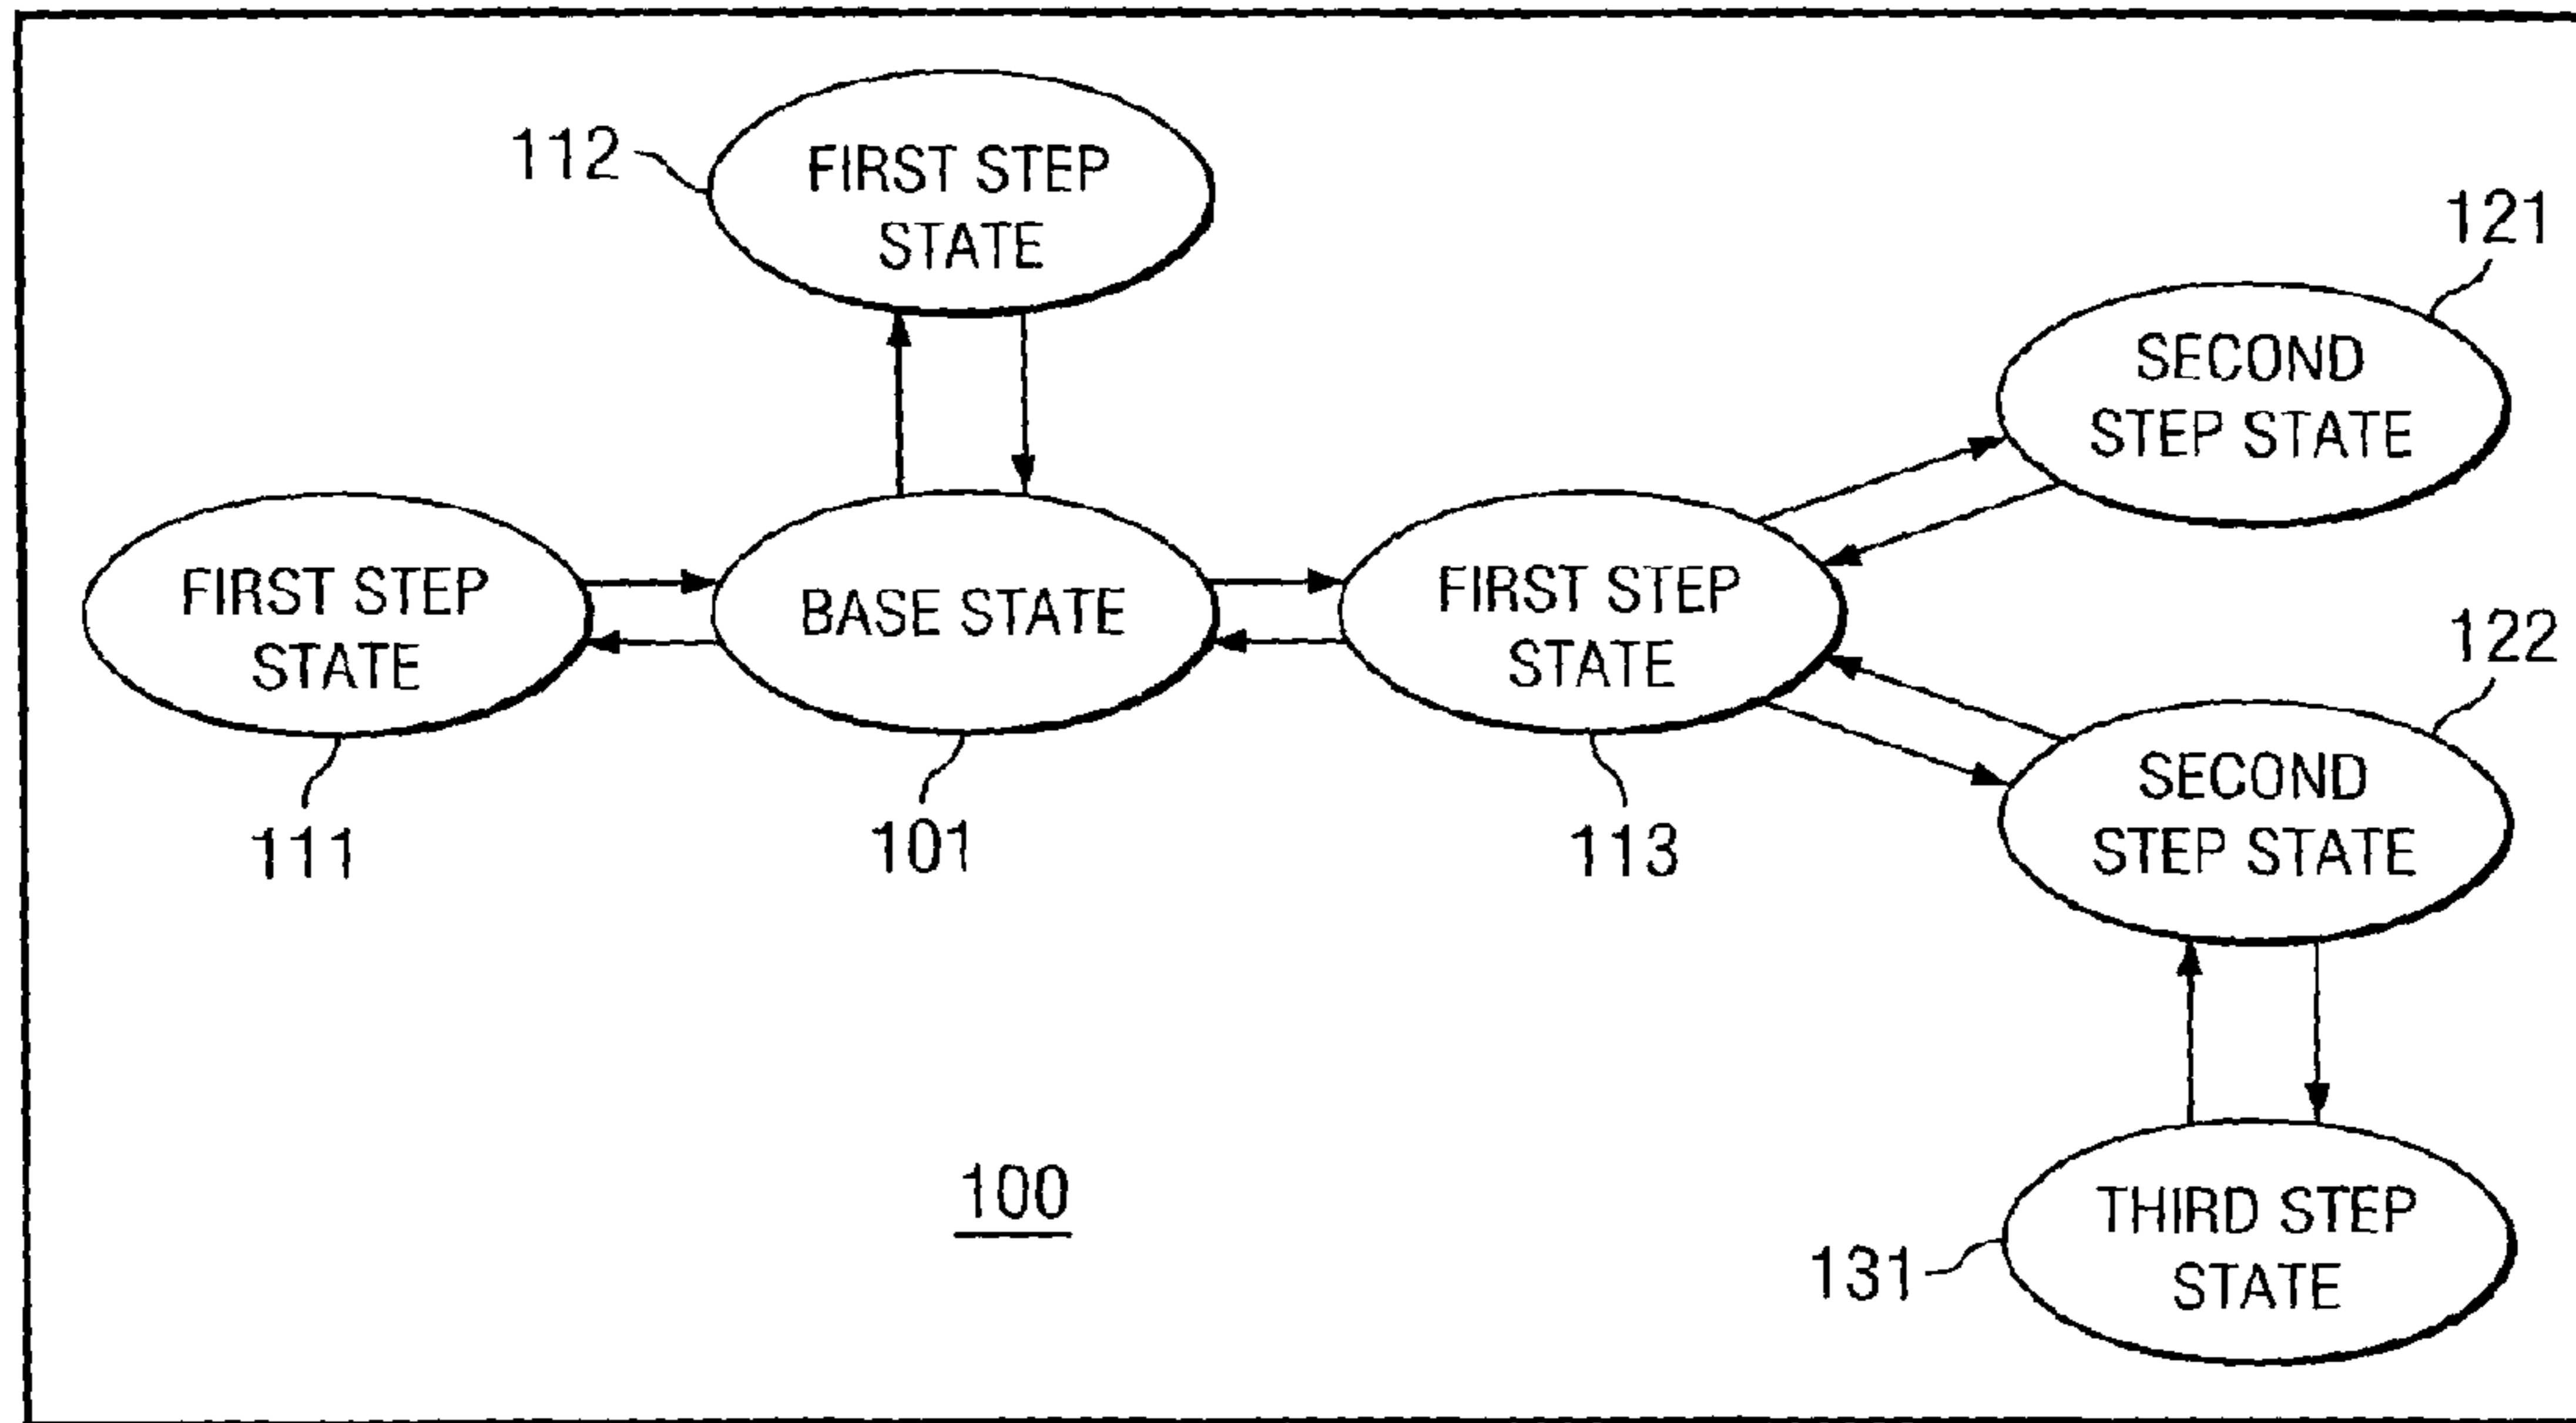 112
FIRST STEP
STATE
121
SECOND
STEP STATE
FIRST STEP
STATE
111
BASE STATE
101
FIRST STEP
STATE
113
122
SECOND
STEP STATE
100
131
THIRD STEP
STATE